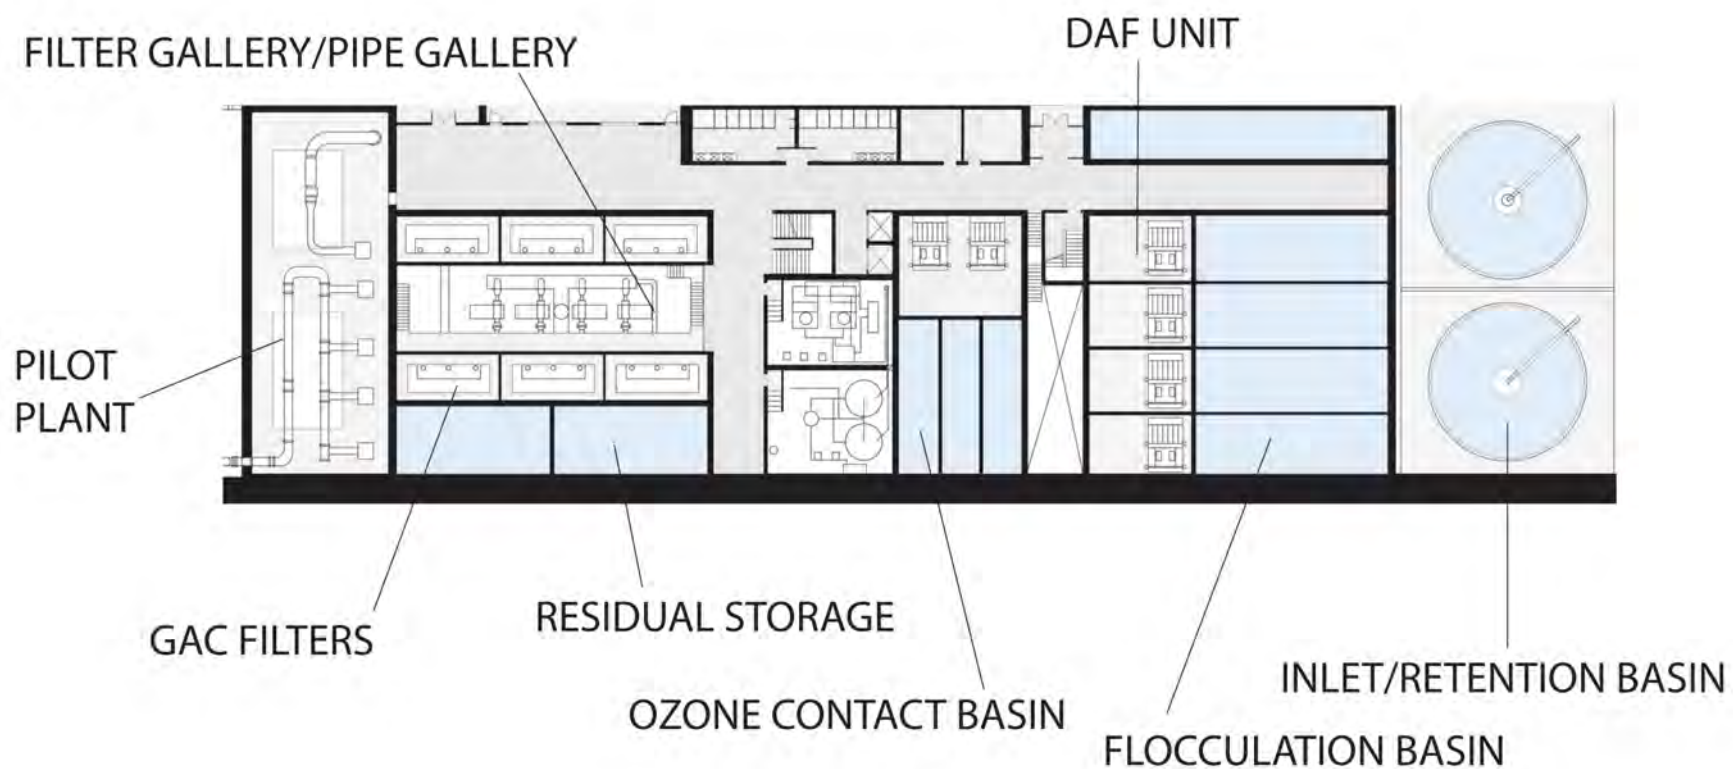 FILTER GALLERY/PIPE GALLERY
DAF UNIT
PILOT
PLANT
GAC FILTERS
RESIDUAL STORAGE
OZONE CONTACT BASIN
FLOCCULATION BASIN
INLET/RETENTION BASIN